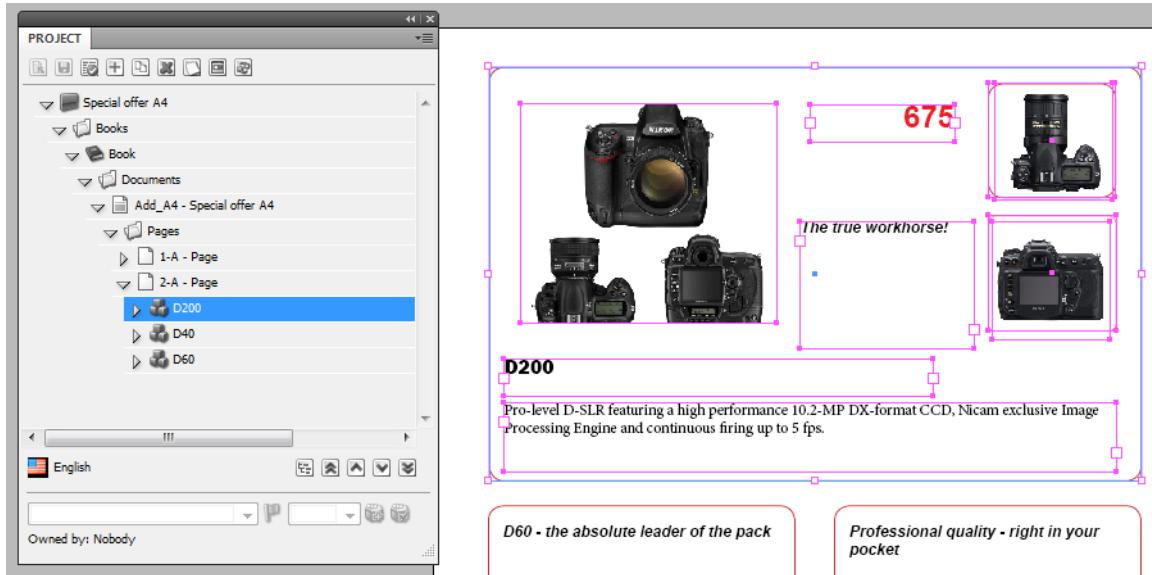 PROJECT
Special offer A4
Books
Book
Documents
Add_A4 - Special offer A4
Pages
1-A - Page
2-A - Page
D200
D40
D60
English
Owned by: Nobody
675
NIKON
The true workhorse!
D200
Pro-level D-SLR featuring a high performance 10.2-MP DX-format CCD, Nicam exclusive Image
Processing Engine and continuous firing up to 5 fps.
D60 - the absolute leader of the pack
Professional quality - right in your
pocket